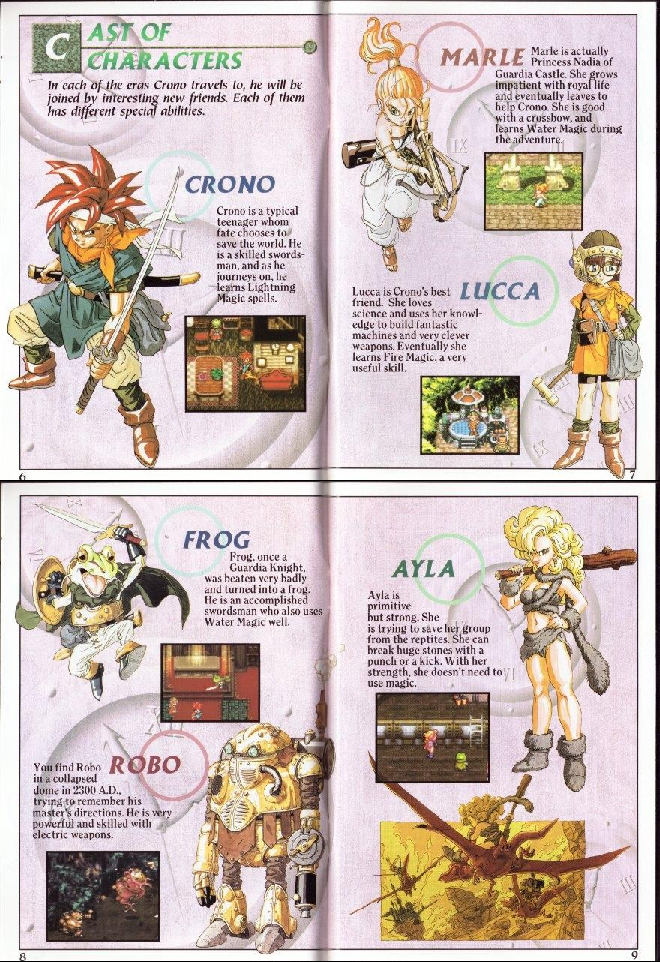 CAST OF
CHARACTERS
In each of the eras Crono travels to, he will be
joined by interesting new friends. Each of them
has different special abilities.
CRONO
Crono is a typical
teenager whom
fate chooses to
save the world. He
is a skilled swords-
man, and as he
journeys on, he
learns Lightning
Magic spells.
6
MARLE
Marle is actually
Princess Nadia of
Guardia Castle. She grows
impatient with royal life
and eventually leaves to
help Crono. She is good
with a crossbow, and
learns Water Magic during
the adventure.
LUCCA
Lucca is Crono's best
friend. She loves
science and uses her knowl-
edge to build fantastic
machines and very clever
weapons. Eventually she
learns Fire Magic, a very
useful skill.
7
FROG
Frog, once a
Guardia Knight,
was beaten very badly
and turned into a frog.
He is an accomplished
swordsman who also uses
Water Magic well.
ROBO
You find Robo
in a collapsed
dome in 2300 A.D.,
trying to remember his
master's directions. He is very
powerful and skilled with
electric weapons.
8
AYLA
Ayla is
primitive
but strong. She
is trying to save her group
from the reptites. She can
break huge stones with a
punch or a kick. With her
strength, she doesn't need to
use magic.
9